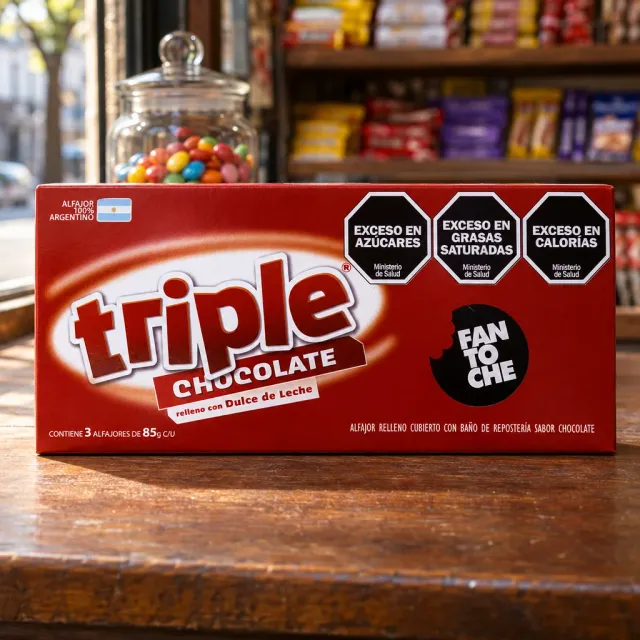 ALFAJOR
100%
ARGENTINO
EXCESO EN
AZÚCARES
Ministerio
de Salud
EXCESO EN
GRASAS
SATURADAS
Ministerio
de Salud
EXCESO EN
CALORÍAS
Ministerio
de Salud
triple®
CHOCOLATE
relleno con Dulce de Leche
FAN
TO
CHE
CONTIENE 3 ALFAJORES DE 85g C/U
ALFAJOR RELLENO CUBIERTO CON BAÑO DE REPOSTERÍA SABOR CHOCOLATE